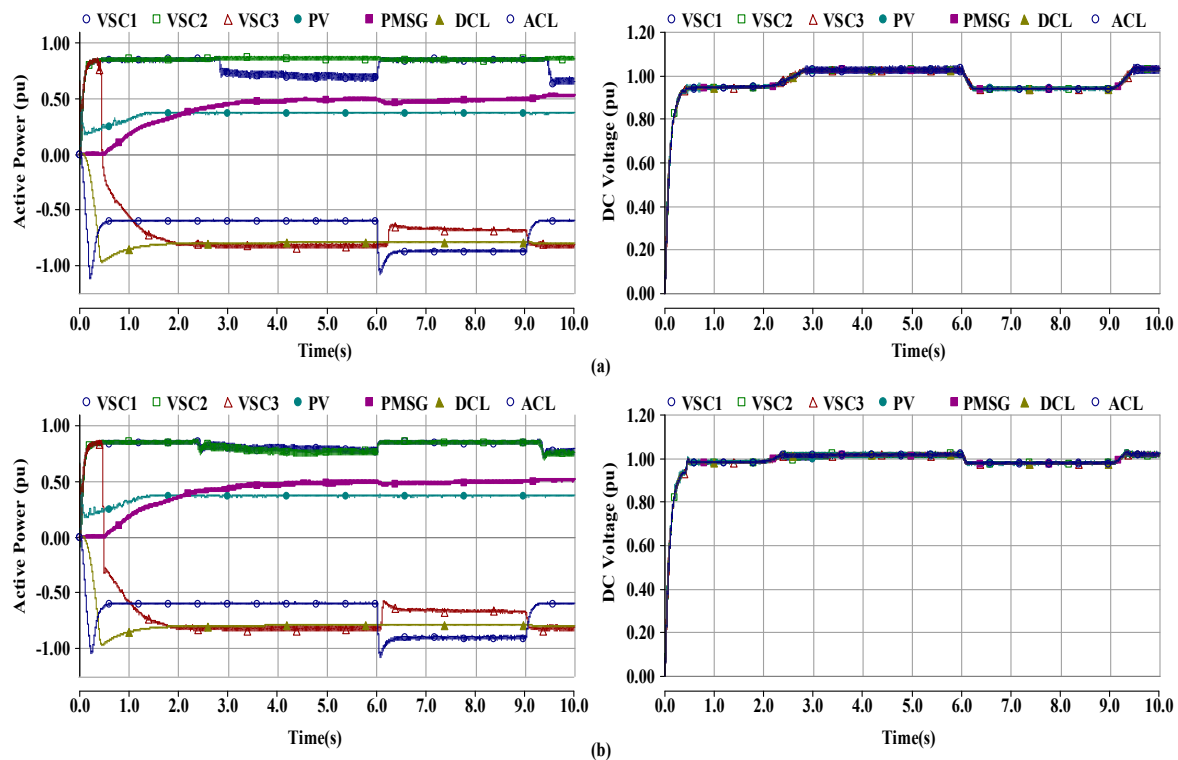 VSC1 VSC2 VSC3 PV PMSG DCL ACL
Active Power (pu)
1.00
0.50
0.00
-0.50
-1.00
0.0 1.0 2.0 3.0 4.0 5.0 6.0 7.0 8.0 9.0 10.0
Time(s)
VSC1 VSC2 VSC3 PV PMSG DCL ACL
DC Voltage (pu)
1.20
1.00
0.80
0.60
0.40
0.20
0.00
0.0 1.0 2.0 3.0 4.0 5.0 6.0 7.0 8.0 9.0 10.0
Time(s)
(a)
VSC1 VSC2 VSC3 PV PMSG DCL ACL
Active Power (pu)
1.00
0.50
0.00
-0.50
-1.00
0.0 1.0 2.0 3.0 4.0 5.0 6.0 7.0 8.0 9.0 10.0
Time(s)
VSC1 VSC2 VSC3 PV PMSG DCL ACL
DC Voltage (pu)
1.20
1.00
0.80
0.60
0.40
0.20
0.00
0.0 1.0 2.0 3.0 4.0 5.0 6.0 7.0 8.0 9.0 10.0
Time(s)
(b)